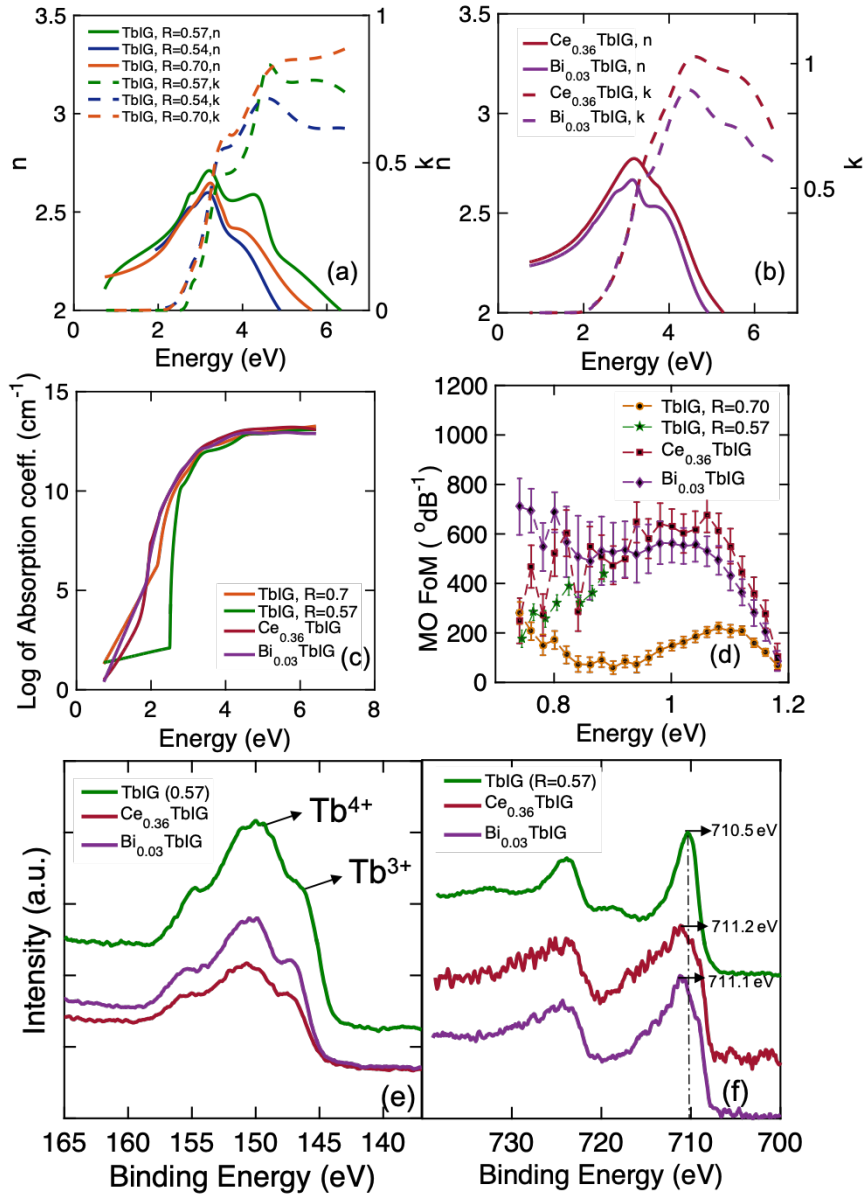 3.5
3
2.5
2
n
0
2
4
6
Energy (eV)
1
0.5
0
k
TbIG, R=0.57,n
TbIG, R=0.54,n
TbIG, R=0.70,n
TbIG, R=0.57,k
TbIG, R=0.54,k
TbIG, R=0.70,k
(a)
3.5
3
2.5
2
n
0
2
4
6
Energy (eV)
1
0.5
0
k
Ce0.36TbIG, n
Bi0.03TbIG, n
Ce0.36TbIG, k
Bi0.03TbIG, k
(b)
15
10
5
0
Log of Absorption coeff. (cm-1)
0
2
4
6
8
Energy (eV)
TbIG, R=0.7
TbIG, R=0.57
Ce0.36TbIG
Bi0.03TbIG
(c)
1200
1000
800
600
400
200
0
MO FoM ( °dB-1)
0.8
1
1.2
Energy (eV)
TbIG, R=0.70
TbIG, R=0.57
Ce0.36TbIG
Bi0.03TbIG
(d)
Intensity (a.u.)
TbIG (0.57)
Ce0.36TbIG
Bi0.03TbIG
Tb4+
Tb3+
(e)
165
160
155
150
145
140
Binding Energy (eV)
TbIG (R=0.57)
Ce0.36TbIG
Bi0.03TbIG
710.5 eV
711.2 eV
711.1 eV
(f)
730
720
710
700
Binding Energy (eV)